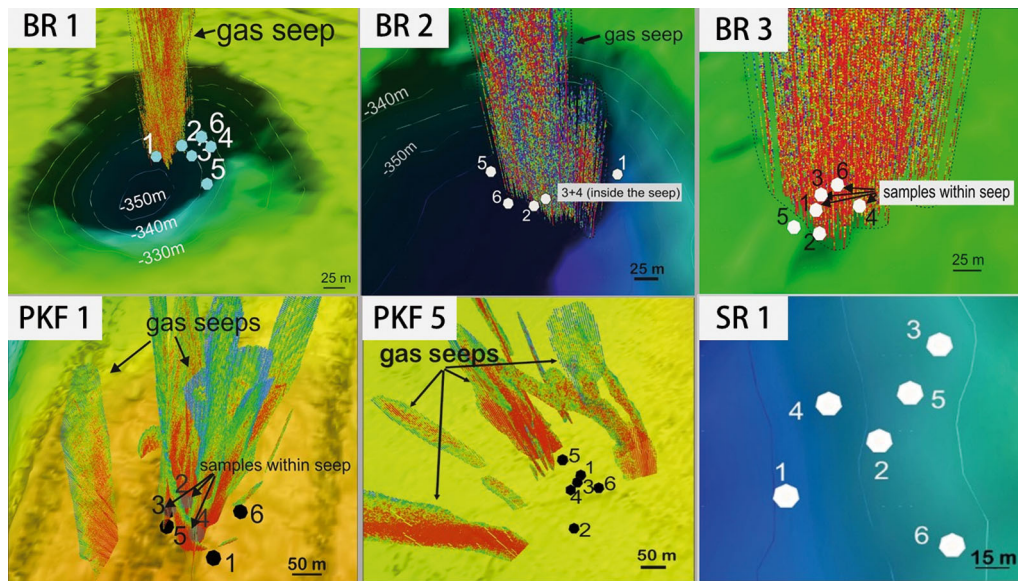 BR 1
gas seep
1
2
6
4
3
5
-350m
-340m
-330m
25 m
BR 2
gas seep
-340m
-350m
5
1
3+4 (inside the seep)
6
2
25 m
BR 3
3
6
samples within seep
1
4
5
2
25 m
PKF 1
gas seeps
samples within seep
2
3
4
5
6
1
50 m
PKF 5
gas seeps
5
1
3
6
4
2
50 m
SR 1
3
5
4
2
1
6
15 m